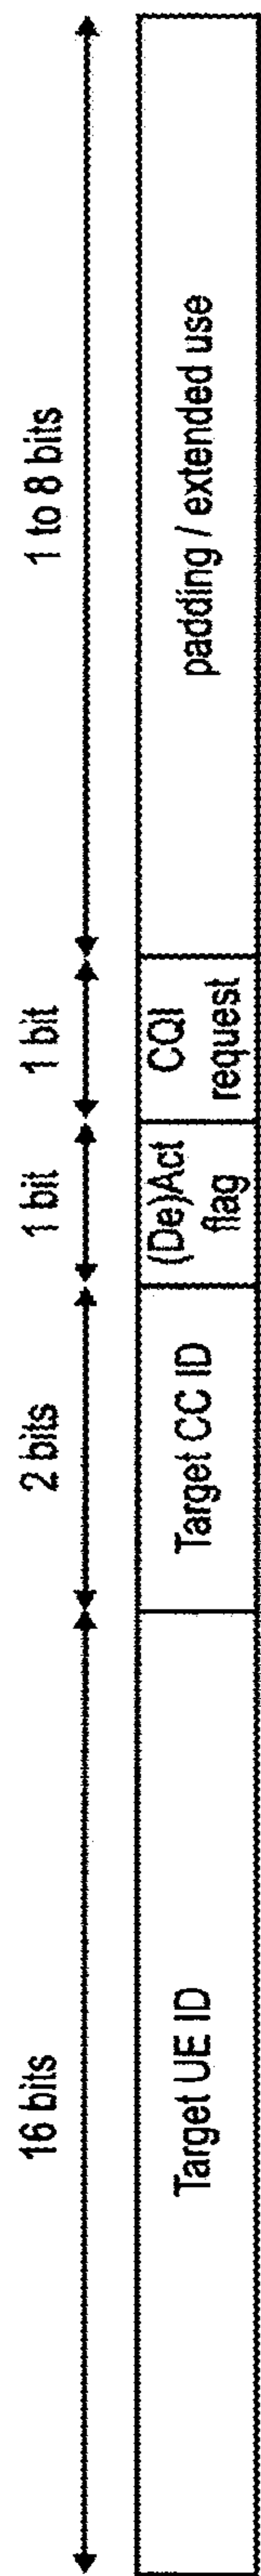 16 bits
2 bits
1 bit
1 bit
1 to 8 bits
Target UE ID
Target CC ID
(De)Act
flag
CQI
request
padding / extended use